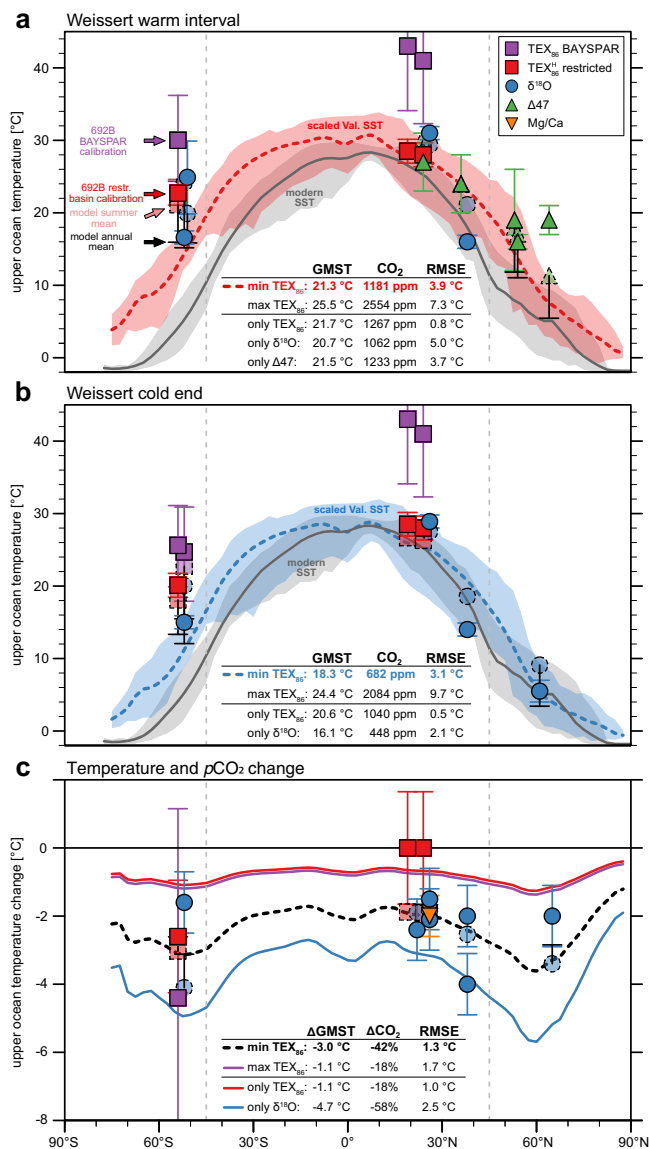 a Weissert warm interval
upper ocean temperature [°C]
40
30
20
10
0
TEX86 BAYSPAR
TEXH86 restricted
δ18O
Δ47
Mg/Ca
692B
BAYSPAR
calibration
692B restr.
basin calibration
model summer
mean
model annual
mean
scaled Val. SST
modern
SST
GMST CO2 RMSE
min TEX86: 21.3 °C 1181 ppm 3.9 °C
max TEX86: 25.5 °C 2554 ppm 7.3 °C
only TEX86: 21.7 °C 1267 ppm 0.8 °C
only δ18O: 20.7 °C 1062 ppm 5.0 °C
only Δ47: 21.5 °C 1233 ppm 3.7 °C
b Weissert cold end
upper ocean temperature [°C]
40
30
20
10
0
scaled Val. SST
modern
SST
GMST CO2 RMSE
min TEX86: 18.3 °C 682 ppm 3.1 °C
max TEX86: 24.4 °C 2084 ppm 9.7 °C
only TEX86: 20.6 °C 1040 ppm 0.5 °C
only δ18O: 16.1 °C 448 ppm 2.1 °C
c Temperature and pCO2 change
upper ocean temperature change [°C]
0
-2
-4
-6
-8
ΔGMST ΔCO2 RMSE
min TEX86: -3.0 °C -42% 1.3 °C
max TEX86: -1.1 °C -18% 1.7 °C
only TEX86: -1.1 °C -18% 1.0 °C
only δ18O: -4.7 °C -58% 2.5 °C
90°S 60°S 30°S 0° 30°N 60°N 90°N